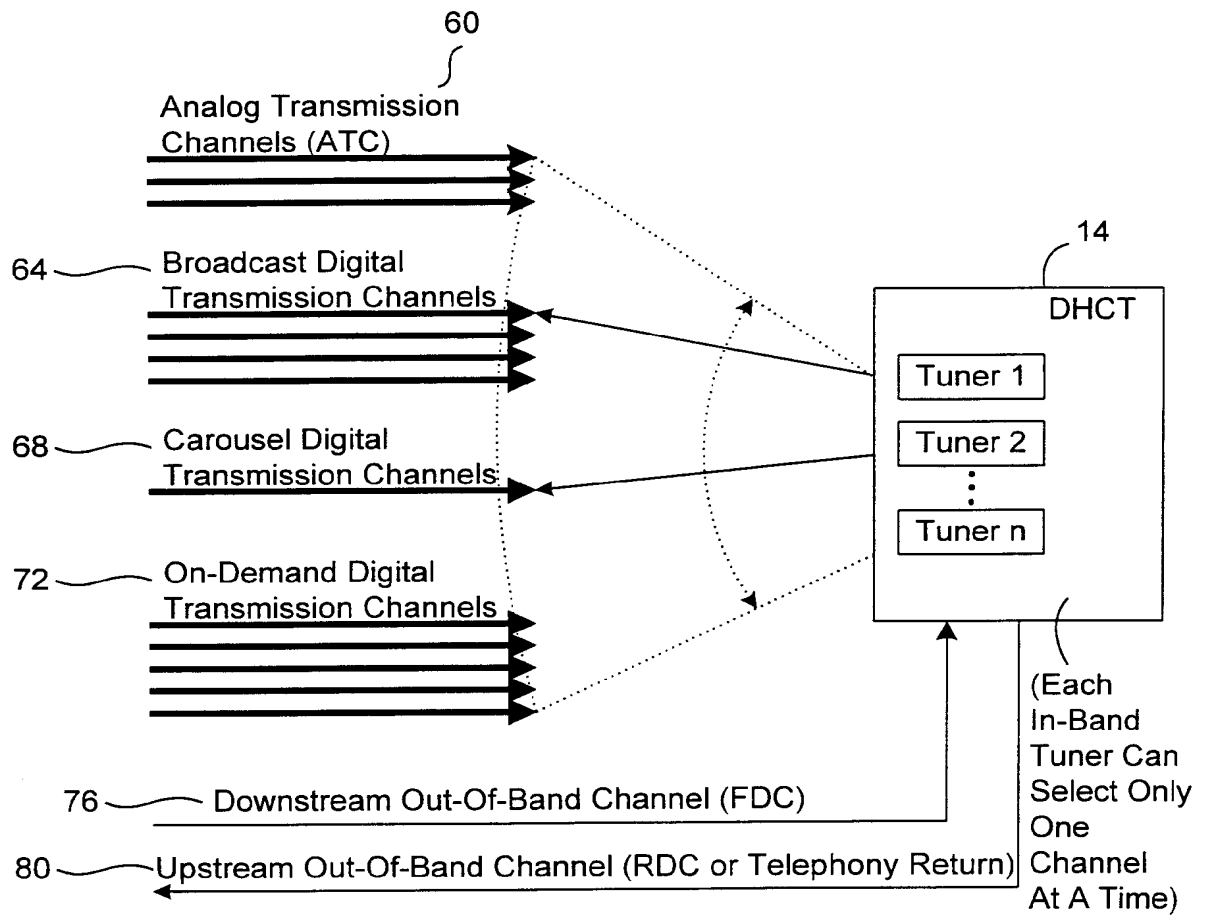 60
Analog Transmission
Channels (ATC)
14
64
Broadcast Digital
Transmission Channels
DHCT
Tuner 1
68
Carousel Digital
Transmission Channels
Tuner 2
Tuner n
72
On-Demand Digital
Transmission Channels
(Each
In-Band
Tuner Can
Select Only
One
Channel
At A Time)
76
Downstream Out-Of-Band Channel (FDC)
80
Upstream Out-Of-Band Channel (RDC or Telephony Return)